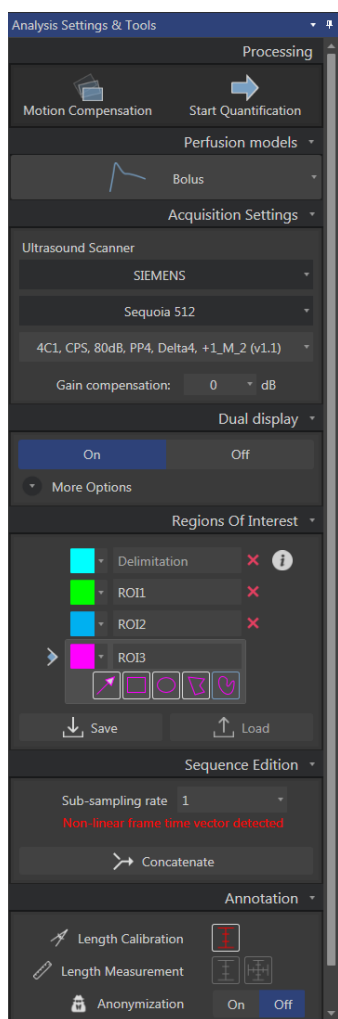 Analysis Settings & Tools
Processing
Motion Compensation Start Quantification
Perfusion models
Bolus
Acquisition Settings
Ultrasound Scanner
SIEMENS
Sequoia 512
4C1, CPS, 80dB, PP4, Delta4, +1_M_2 (v1.1)
Gain compensation: 0 dB
Dual display
On Off
More Options
Regions Of Interest
Delimitation
ROI1
ROI2
ROI3
Save Load
Sequence Edition
Sub-sampling rate 1
Non-linear frame time vector detected
Concatenate
Annotation
Length Calibration
Length Measurement
Anonymization On Off